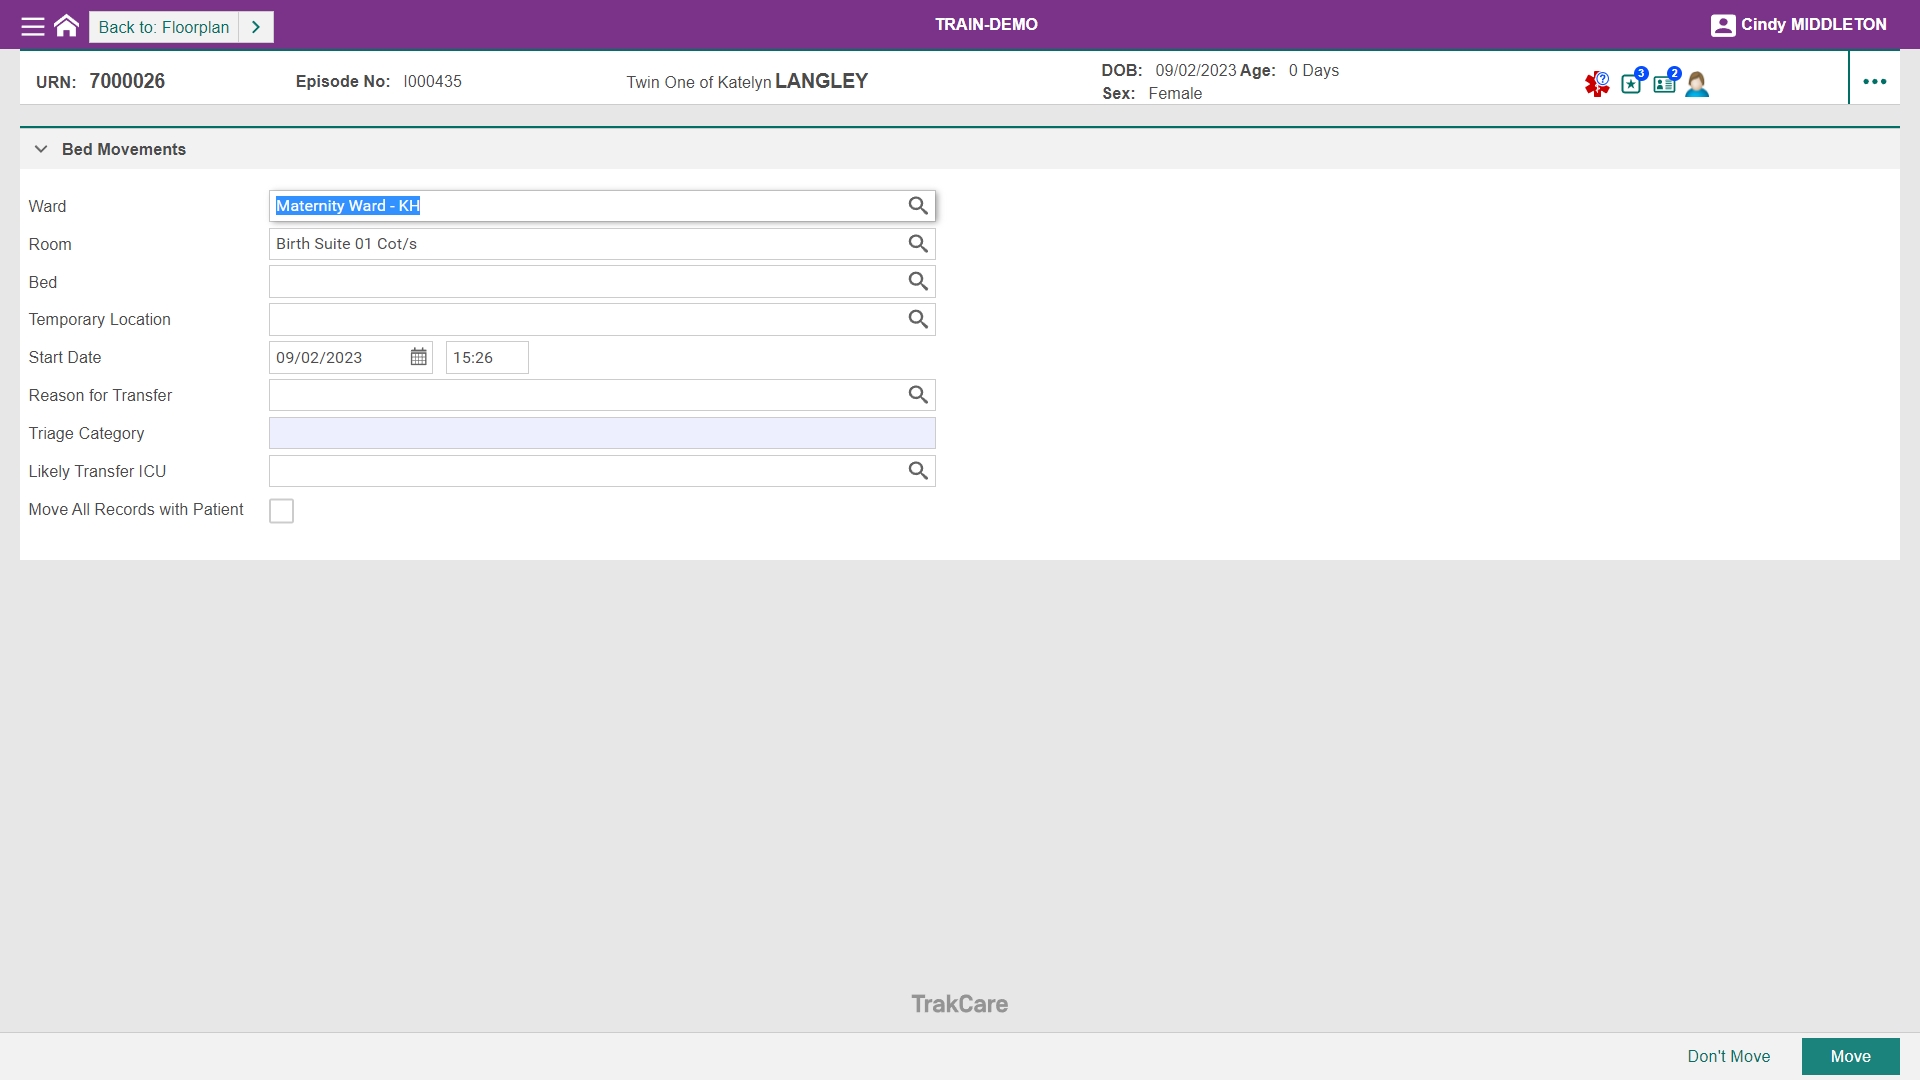 Back to: Floorplan
TRAIN-DEMO
Cindy MIDDLETON
URN: 7000026
Episode No: I000435
Twin One of Katelyn LANGLEY
DOB: 09/02/2023 Age: 0 Days
Sex: Female
?
3
2
Bed Movements
Ward Maternity Ward - KH
Room Birth Suite 01 Cot/s
Bed
Temporary Location
Start Date 09/02/2023 15:26
Reason for Transfer
Triage Category
Likely Transfer ICU
Move All Records with Patient
TrakCare
Don't Move
Move